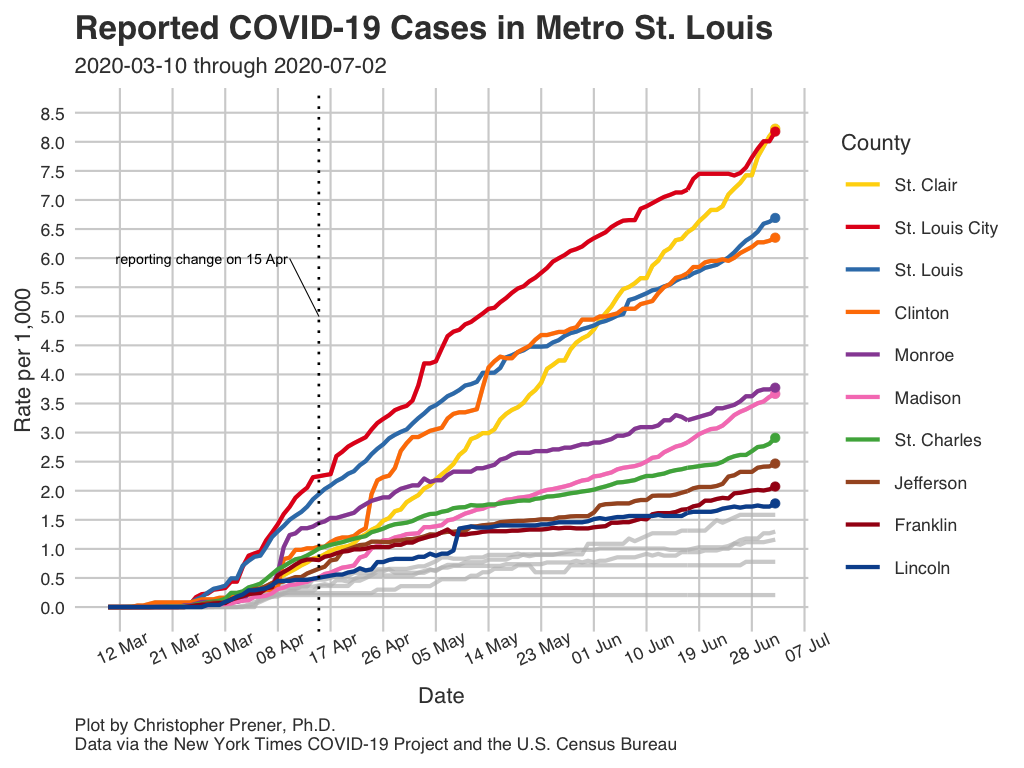 Reported COVID-19 Cases in Metro St. Louis
2020-03-10 through 2020-07-02
Rate per 1,000
8.5
8.0
7.5
7.0
6.5
6.0
5.5
5.0
4.5
4.0
3.5
3.0
2.5
2.0
1.5
1.0
0.5
0.0
reporting change on 15 Apr
12 Mar
21 Mar
30 Mar
08 Apr
17 Apr
26 Apr
05 May
14 May
23 May
01 Jun
10 Jun
19 Jun
28 Jun
07 Jul
Date
County
St. Clair
St. Louis City
St. Louis
Clinton
Monroe
Madison
St. Charles
Jefferson
Franklin
Lincoln
Plot by Christopher Prener, Ph.D.
Data via the New York Times COVID-19 Project and the U.S. Census Bureau